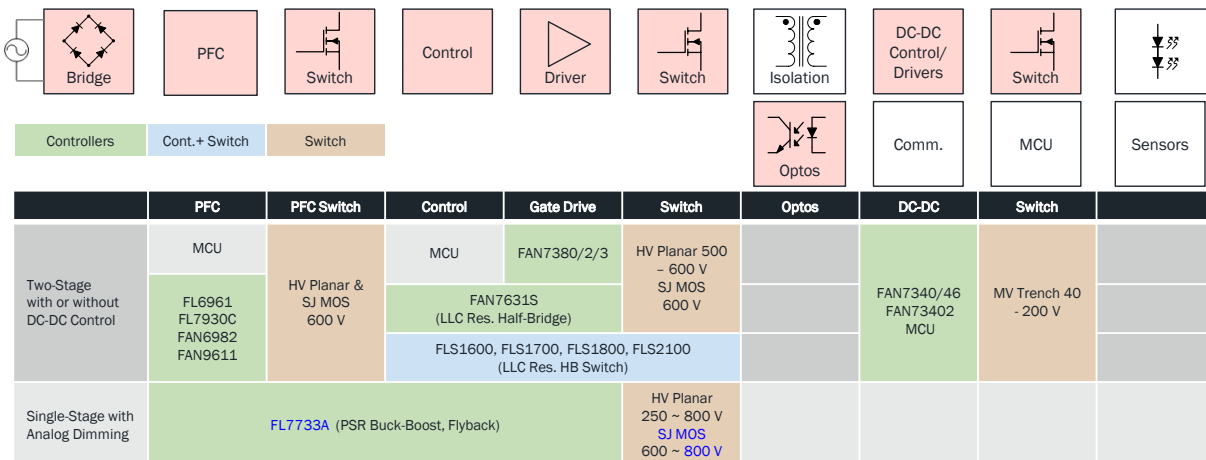 Bridge
PFC
Switch
Control
Driver
Switch
Isolation
DC-DC
Control/
Drivers
Switch
Controllers
Cont.+ Switch
Switch
Optos
Comm.
MCU
Sensors
PFC
PFC Switch
Control
Gate Drive
Switch
Optos
DC-DC
Switch
Two-Stage
with or without
DC-DC Control
MCU
FL6961
FL7930C
FAN6982
FAN9611
HV Planar &
SJ MOS
600 V
MCU
FAN7380/2/3
HV Planar 500
– 600 V
SJ MOS
600 V
FAN7631S
(LLC Res. Half-Bridge)
FLS1600, FLS1700, FLS1800, FLS2100
(LLC Res. HB Switch)
FAN7340/46
FAN73402
MCU
MV Trench 40
- 200 V
Single-Stage with
Analog Dimming
FL7733A (PSR Buck-Boost, Flyback)
HV Planar
250 ~ 800 V
SJ MOS
600 ~ 800 V